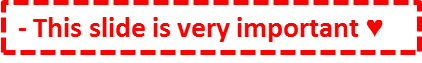 - This slide is very important ♥